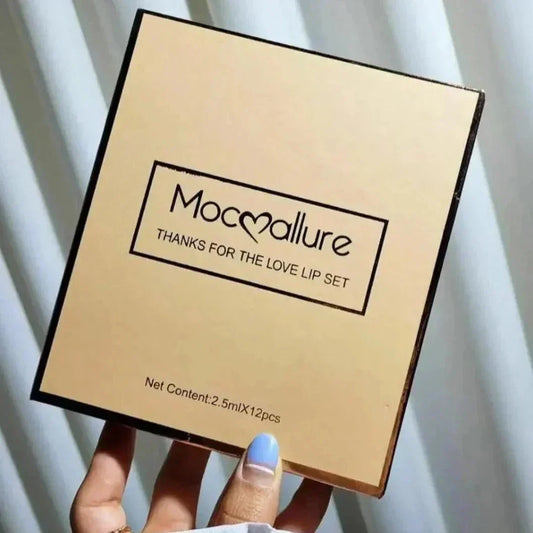 Mocallure
THANKS FOR THE LOVE LIP SET
Net Content:2.5mlX12pcs